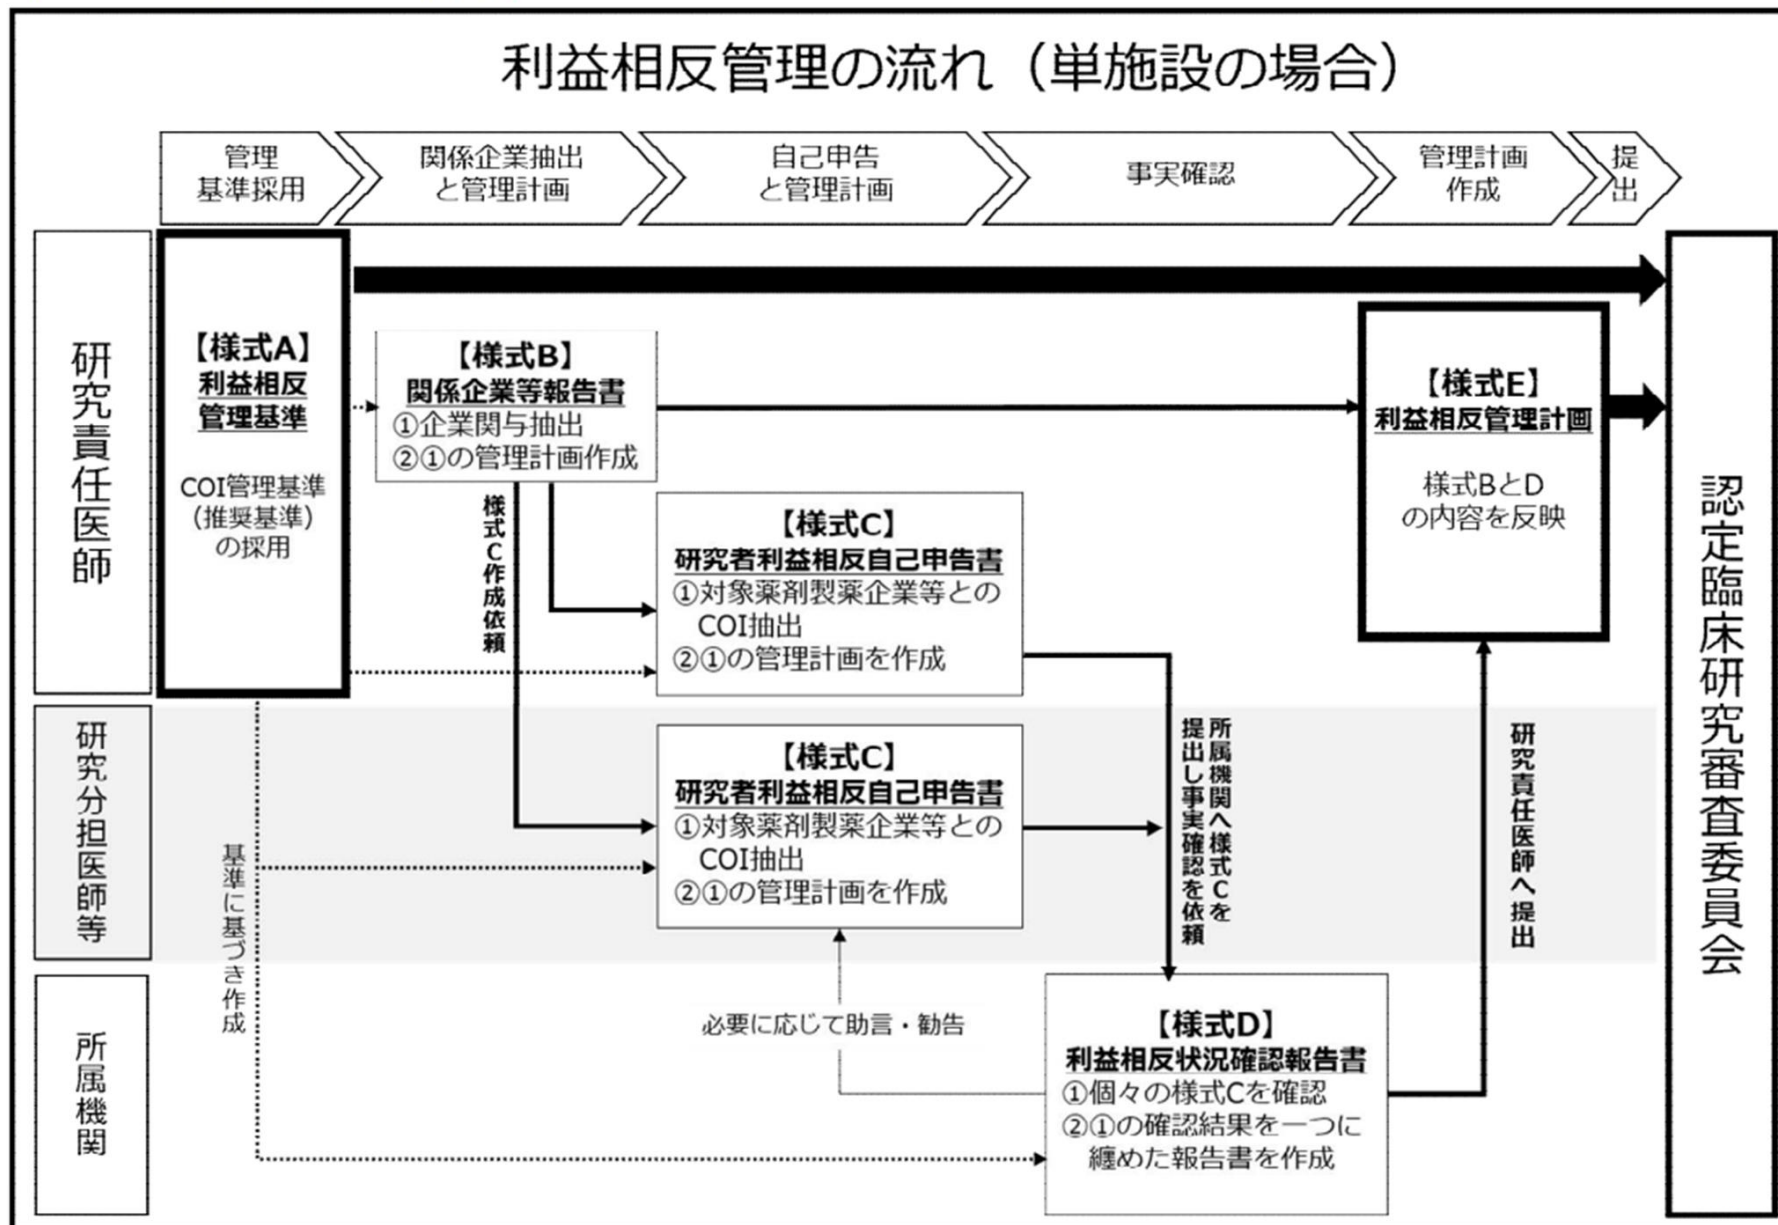 利益相反管理の流れ（単施設の場合）
管理
基準採用
関係企業抽出
と管理計画
自己申告
と管理計画
事実確認
管理計画
作成
提
出
研究責任医師
【様式A】
利益相反
管理基準
COI管理基準
（推奨基準）
の採用
【様式B】
関係企業等報告書
①企業関与抽出
②①の管理計画作成
様式C作成依頼
【様式C】
研究者利益相反自己申告書
①対象薬剤製薬企業等との
COI抽出
②①の管理計画を作成
【様式E】
利益相反管理計画
様式BとD
の内容を反映
認定臨床研究審査委員会
研究分担医師等
基準に基づき作成
【様式C】
研究者利益相反自己申告書
①対象薬剤製薬企業等との
COI抽出
②①の管理計画を作成
所属機関へ様式Cを
提出し事実確認を依頼
研究責任医師へ提出
所属機関
必要に応じて助言・勧告
【様式D】
利益相反状況確認報告書
①個々の様式Cを確認
②①の確認結果を一つに
纏めた報告書を作成